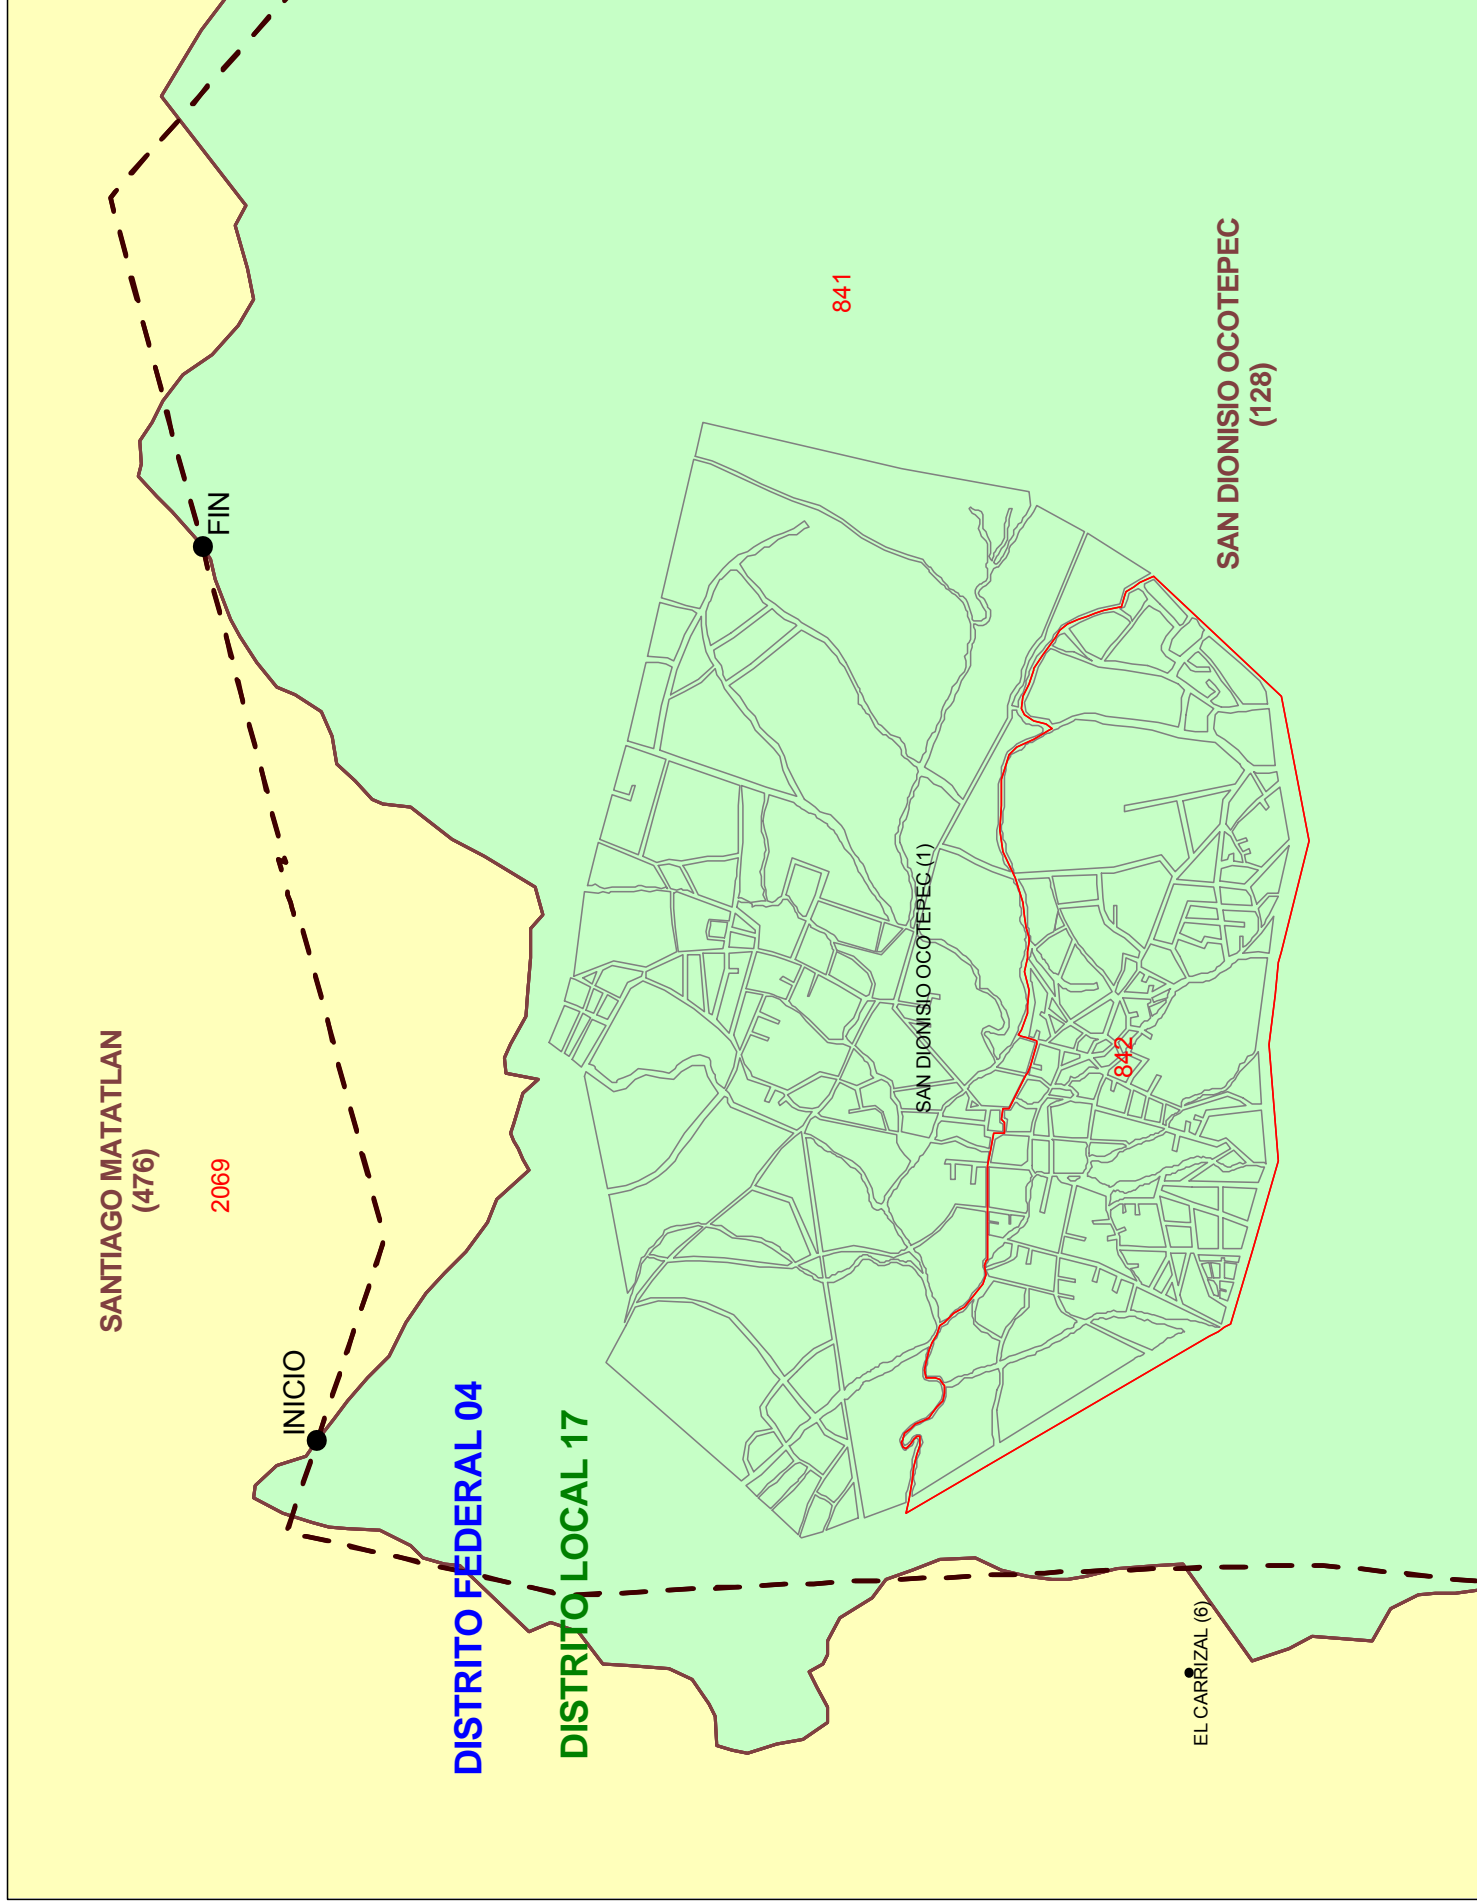 SANTIAGO MATATLAN
(476)
2069
FIN
INICIO
DISTRITO FEDERAL 04
DISTRITO LOCAL 17
841
SAN DIONISIO OCOTEPEC (1)
842
EL CARRIZAL (6)
SAN DIONISIO OCOTEPEC
(128)